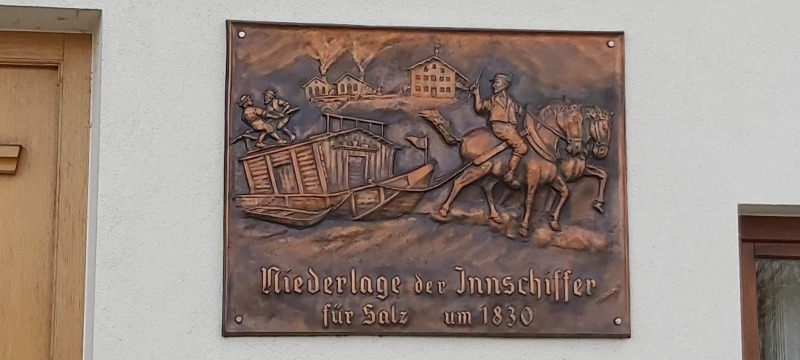 Niederlage der Innschiffer
für Salz um 1830